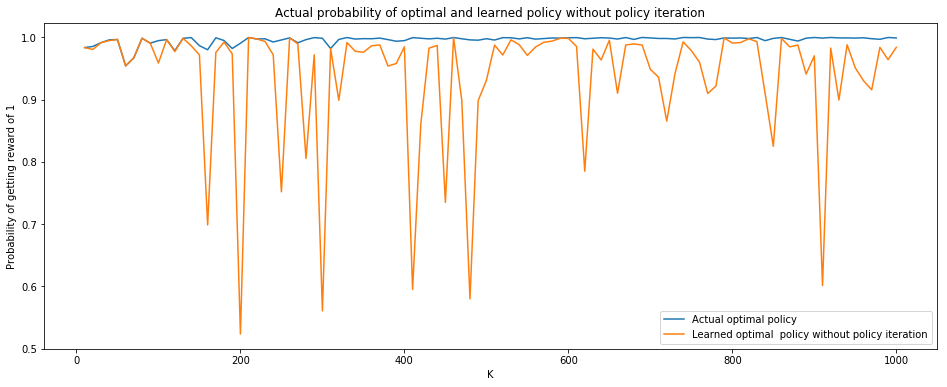 Actual probability of optimal and learned policy without policy iteration
Probability of getting reward of 1
1.0
0.9
0.8
0.7
0.6
0.5
0
200
400
600
800
1000
K
Actual optimal policy
Learned optimal  policy without policy iteration